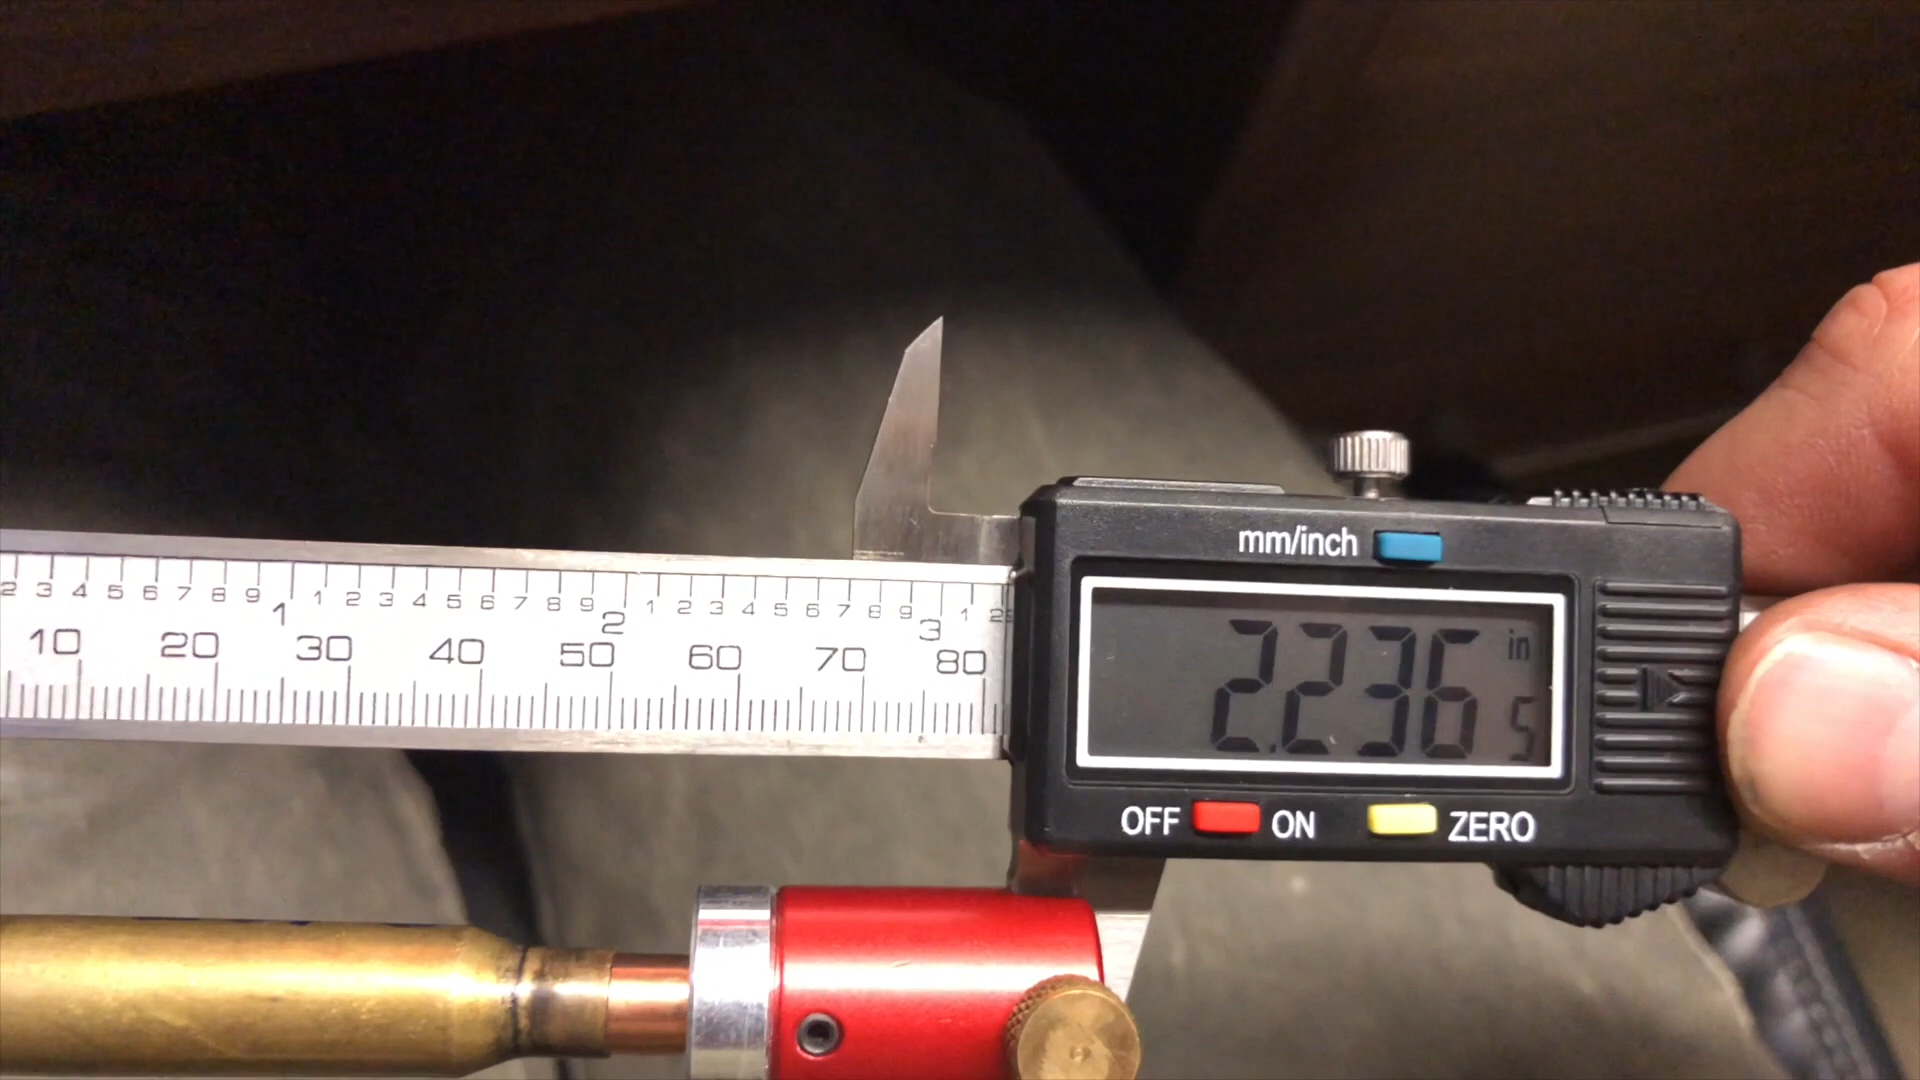 mm/inch
2 3 4 5 6 7 8 9 1 1 2 3 4 5 6 7 8 9 2 1 2 3 4 5 6 7 8 9 3 1 2
10 20 30 40 50 60 70 80
2.236 5 in
OFF ON ZERO